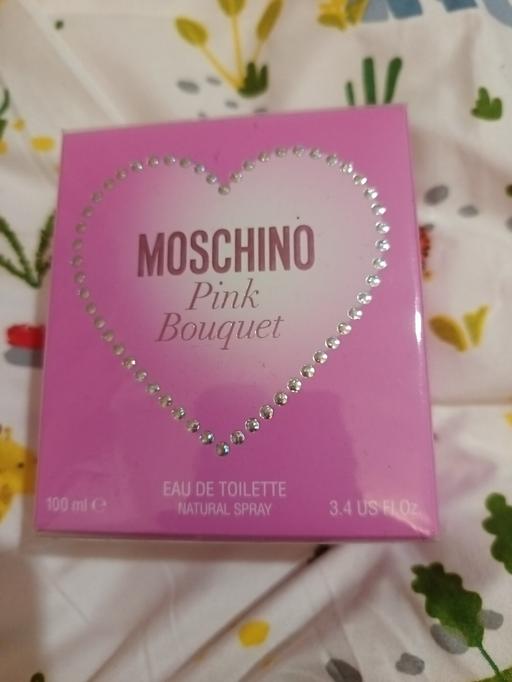 MOSCHINO
Pink
Bouquet
EAU DE TOILETTE
NATURAL SPRAY
100 ml ℮
3.4 US Fl.Oz.